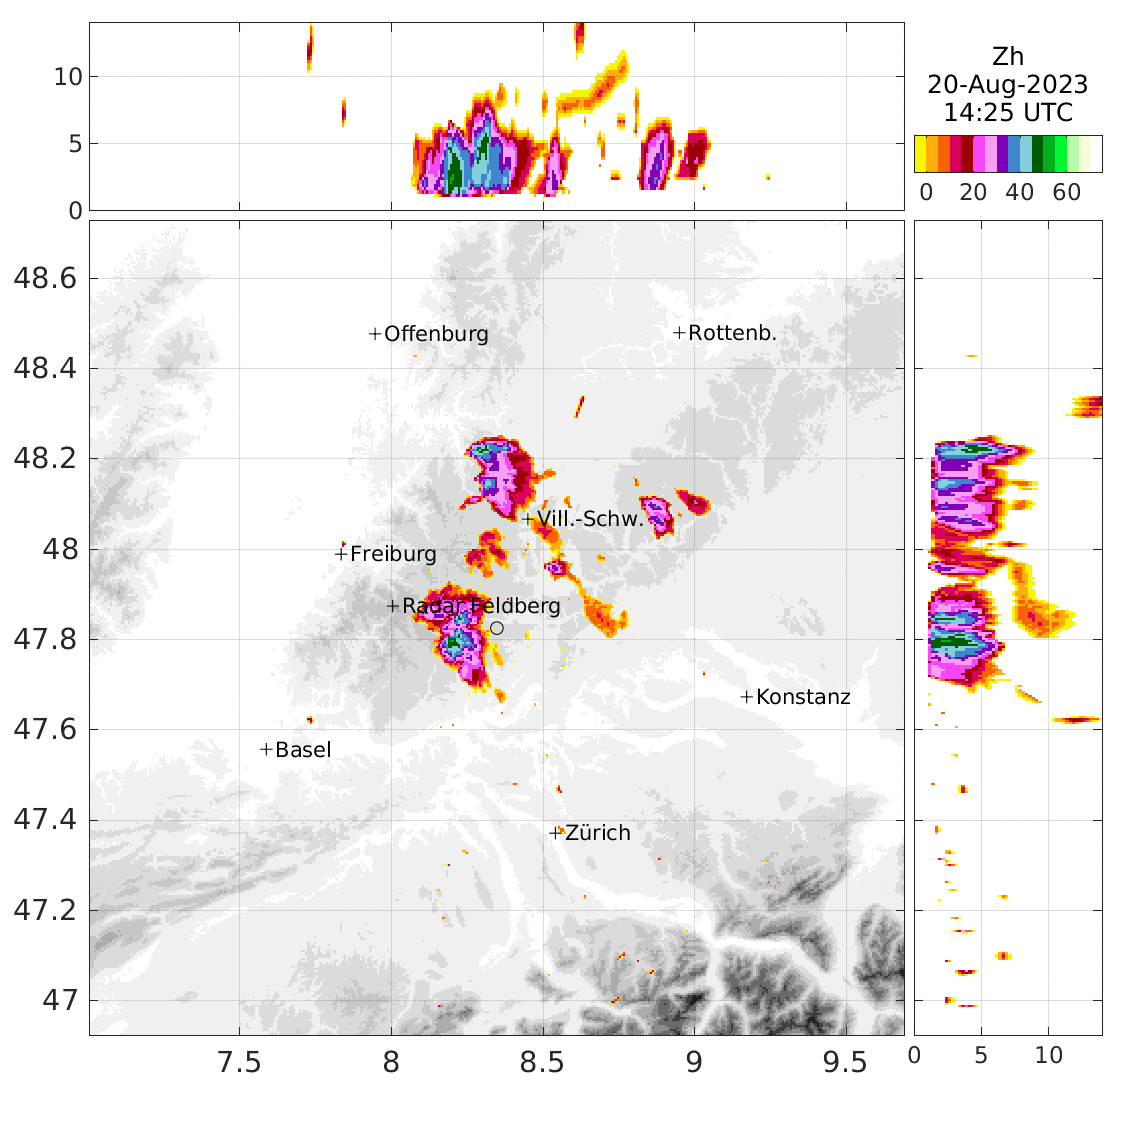 Zh
20-Aug-2023
14:25 UTC
0 20 40 60
10
5
0
48.6
48.4
48.2
48
47.8
47.6
47.4
47.2
47
+Offenburg
+Rottenb.
+Vill.-Schw.
+Freiburg
+Radar Feldberg
+Konstanz
+Basel
+Zürich
7.5 8 8.5 9 9.5
0 5 10